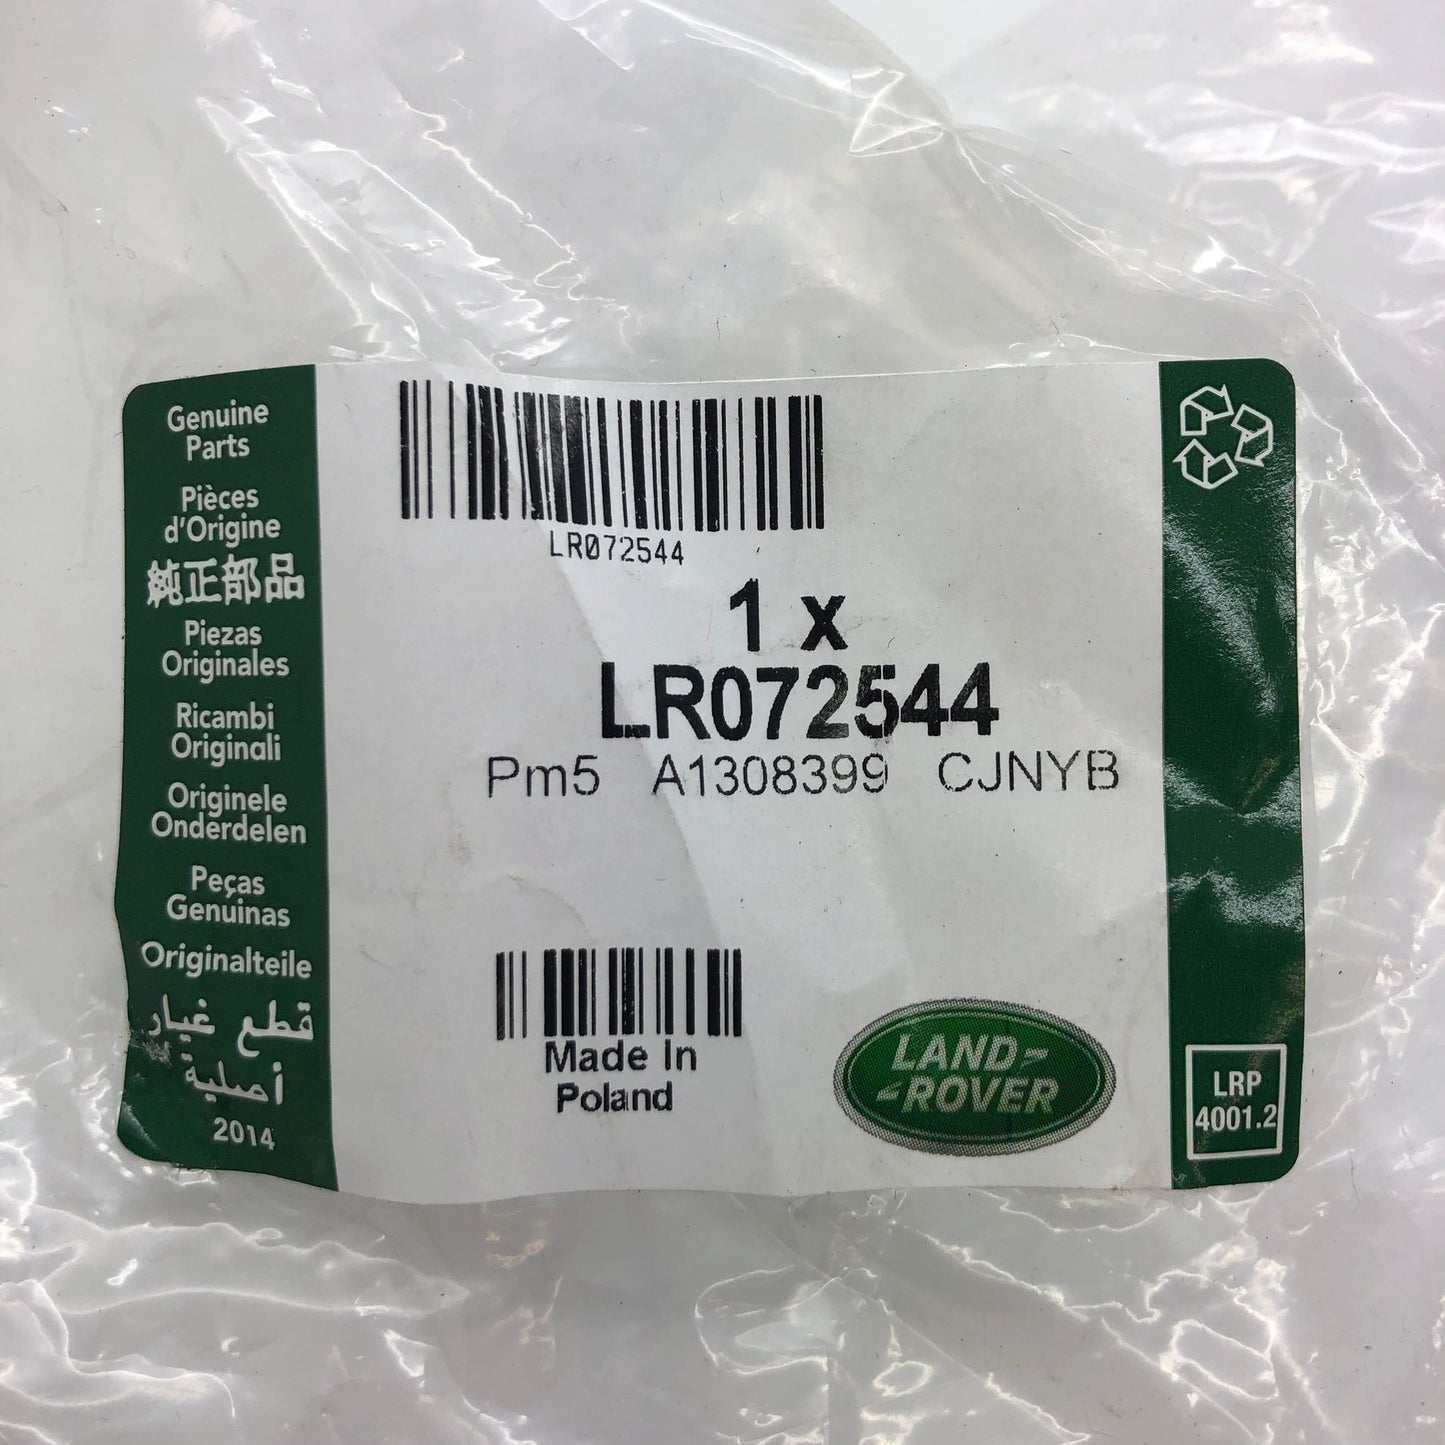 Genuine
Parts
Pièces
d'Origine
純正部品
Piezas
Originales
Ricambi
Originali
Originele
Onderdelen
Peças
Genuinas
Originalteile
قطع غيار
أصلية
2014
LR072544
1 x
LR072544
Pm5 A1308399 CJNYB
Made In
Poland
LAND
ROVER
LRP
4001.2